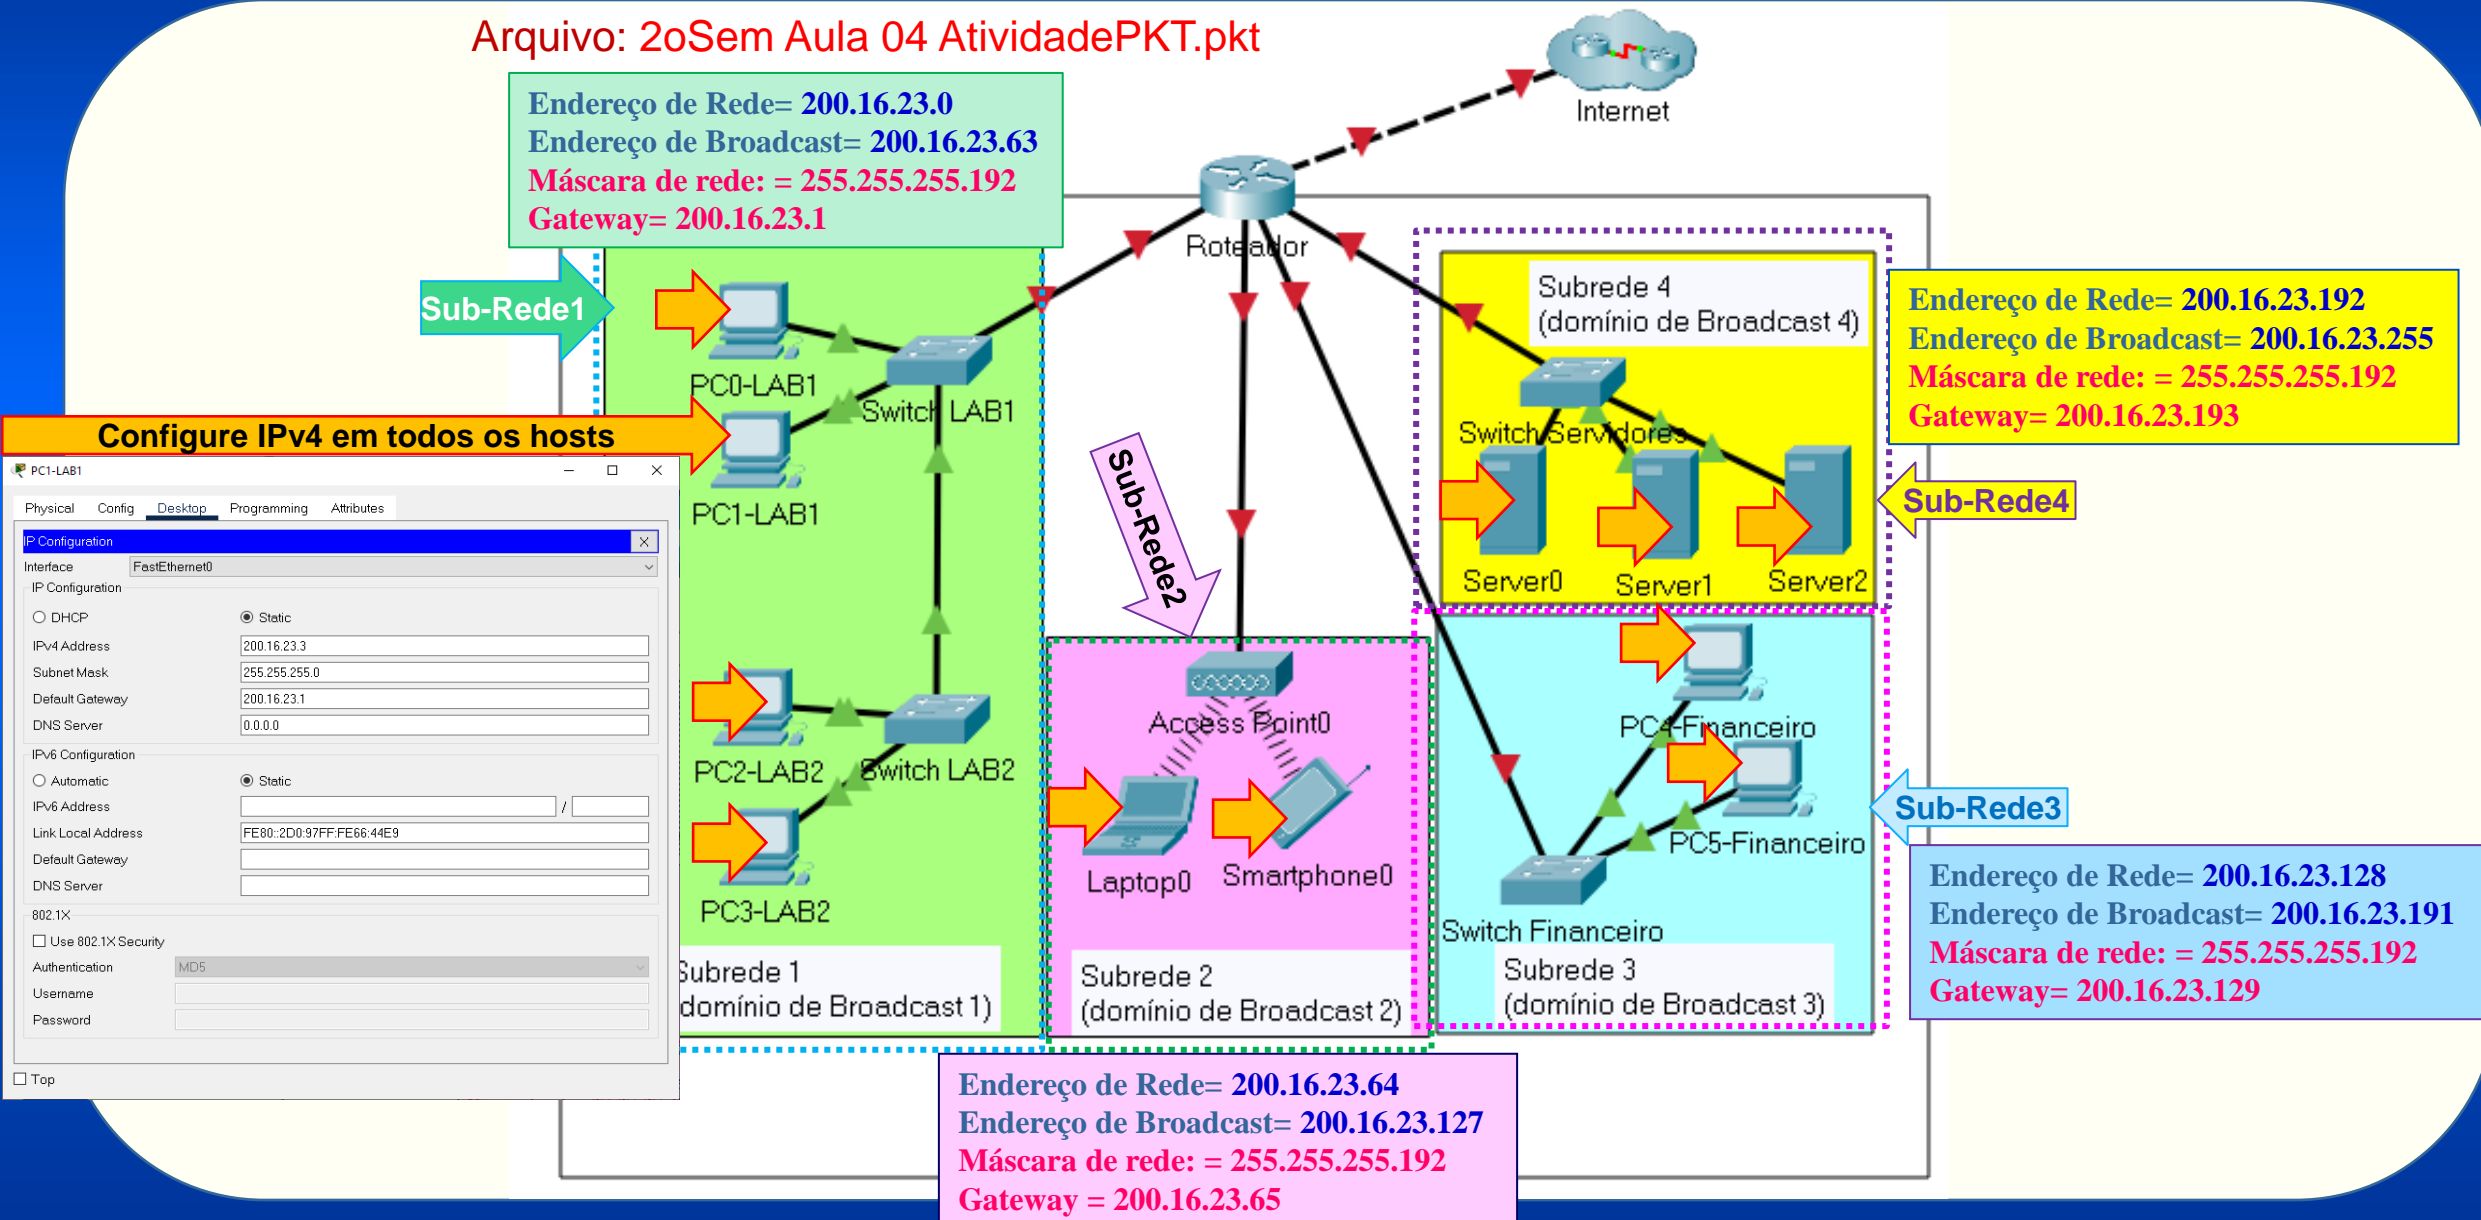 Arquivo: 2oSem Aula 04 AtividadePKT.pkt
Internet
Endereço de Rede= 200.16.23.0
Endereço de Broadcast= 200.16.23.63
Máscara de rede: = 255.255.255.192
Gateway= 200.16.23.1
Roteador
Sub-Rede1
PC0-LAB1
Switch LAB1
PC1-LAB1
Subrede 4
(domínio de Broadcast 4)
Switch Servidores
Server0
Server1
Server2
Endereço de Rede= 200.16.23.192
Endereço de Broadcast= 200.16.23.255
Máscara de rede: = 255.255.255.192
Gateway= 200.16.23.193
Sub-Rede4
Configure IPv4 em todos os hosts
PC1-LAB1
Physical Config Desktop Programming Attributes
IP Configuration
X
Interface FastEthernet0
IP Configuration
DHCP Static
IPv4 Address 200.16.23.3
Subnet Mask 255.255.255.0
Default Gateway 200.16.23.1
DNS Server 0.0.0.0
IPv6 Configuration
Automatic Static
IPv6 Address /
Link Local Address FE80::2D0:97FF:FE66:44E9
Default Gateway
DNS Server
802.1X
Use 802.1X Security
Authentication MD5
Username
Password
Top
Sub-Rede2
PC2-LAB2
Switch LAB2
PC3-LAB2
Subrede 1
domínio de Broadcast 1)
Access Point0
Laptop0
Smartphone0
Subrede 2
(domínio de Broadcast 2)
PC4-Financeiro
PC5-Financeiro
Switch Financeiro
Subrede 3
(domínio de Broadcast 3)
Sub-Rede3
Endereço de Rede= 200.16.23.128
Endereço de Broadcast= 200.16.23.191
Máscara de rede: = 255.255.255.192
Gateway= 200.16.23.129
Endereço de Rede= 200.16.23.64
Endereço de Broadcast= 200.16.23.127
Máscara de rede: = 255.255.255.192
Gateway = 200.16.23.65